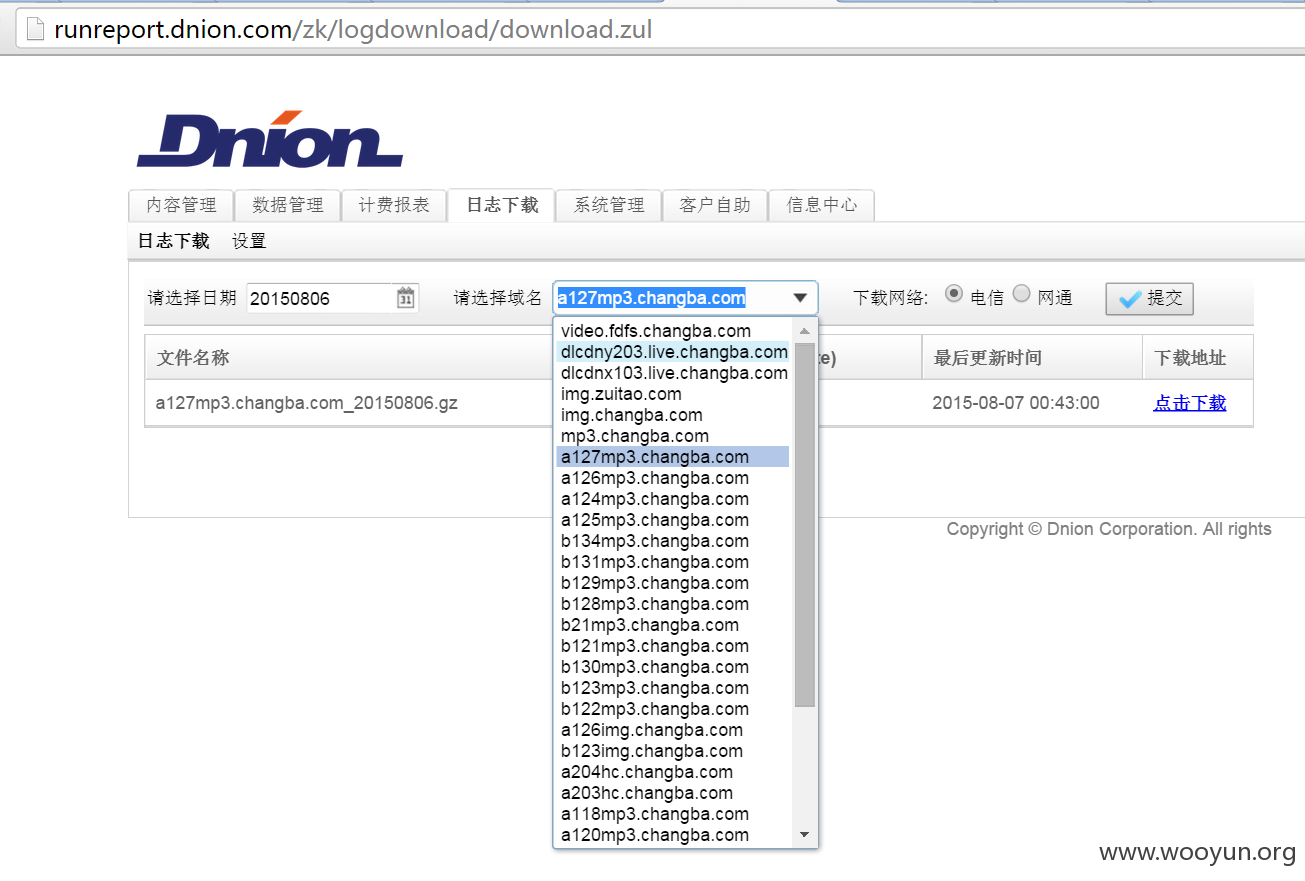 runreport.dnion.com/zk/logdownload/download.zul
Dnion
内容管理 数据管理 计费报表 日志下载 系统管理 客户自助 信息中心
日志下载 设置
请选择日期 20150806 31 请选择域名 a127mp3.changba.com 下载网络: 电信 网通 提交
文件名称 te) 最后更新时间 下载地址
a127mp3.changba.com_20150806.gz 2015-08-07 00:43:00 点击下载
video.fdfs.changba.com
dlcdny203.live.changba.com
dlcdnx103.live.changba.com
img.zuitao.com
img.changba.com
mp3.changba.com
a127mp3.changba.com
a126mp3.changba.com
a124mp3.changba.com
a125mp3.changba.com
b134mp3.changba.com
b131mp3.changba.com
b129mp3.changba.com
b128mp3.changba.com
b21mp3.changba.com
b121mp3.changba.com
b130mp3.changba.com
b123mp3.changba.com
b122mp3.changba.com
a126img.changba.com
b123img.changba.com
a204hc.changba.com
a203hc.changba.com
a118mp3.changba.com
a120mp3.changba.com
Copyright © Dnion Corporation. All rights
www.wooyun.org